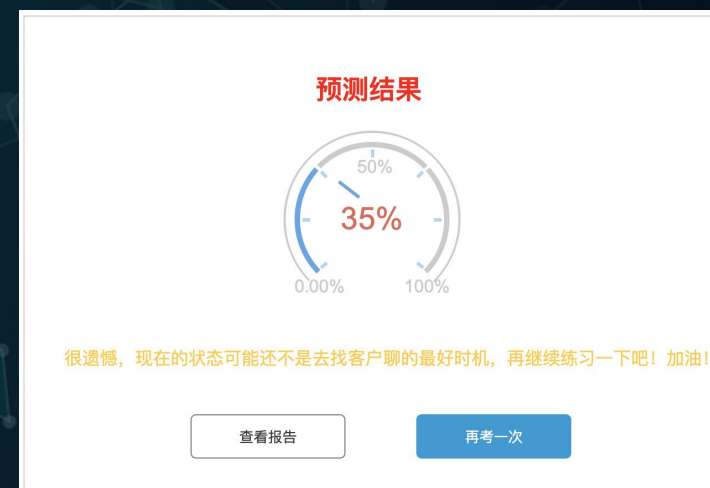 预测结果
50%
35%
0.00% 100%
很遗憾，现在的状态可能还不是去找客户聊的最好时机，再继续练习一下吧！加油！
查看报告 再考一次